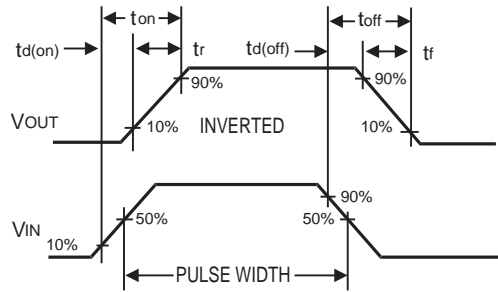 ton
toff
td(on)
tr
td(off)
tf
90%
90%
VOUT
10%
INVERTED
10%
90%
50%
50%
VIN
10%
PULSE WIDTH